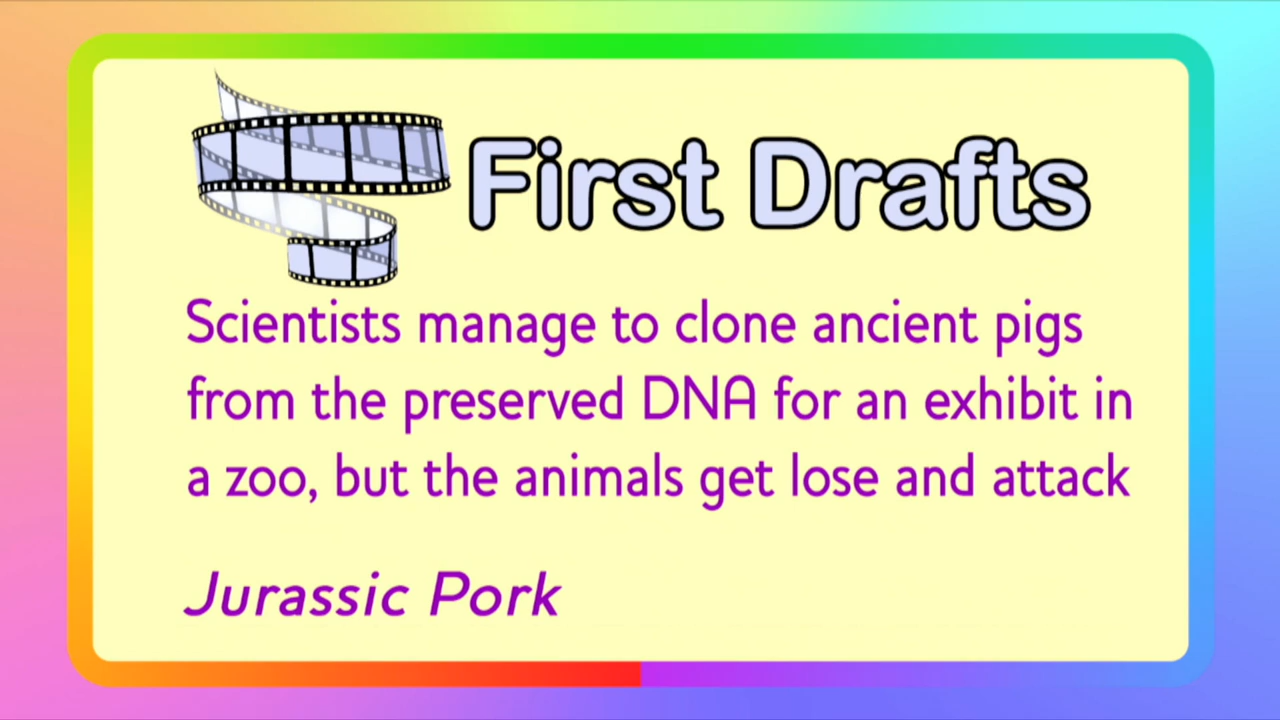 First Drafts
Scientists manage to clone ancient pigs
from the preserved DNA for an exhibit in
a zoo, but the animals get lose and attack
Jurassic Pork